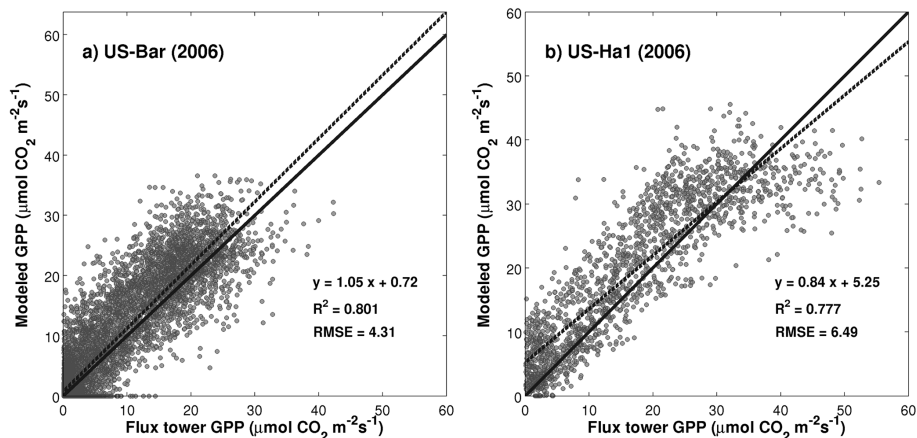 a) US-Bar (2006)
Modeled GPP (μmol CO2 m-2s-1)
60
50
40
30
20
10
0
y = 1.05 x + 0.72
R2 = 0.801
RMSE = 4.31
0 10 20 30 40 50 60
Flux tower GPP (μmol CO2 m-2s-1)
b) US-Ha1 (2006)
Modeled GPP (μmol CO2 m-2s-1)
60
50
40
30
20
10
0
y = 0.84 x + 5.25
R2 = 0.777
RMSE = 6.49
0 10 20 30 40 50 60
Flux tower GPP (μmol CO2 m-2s-1)